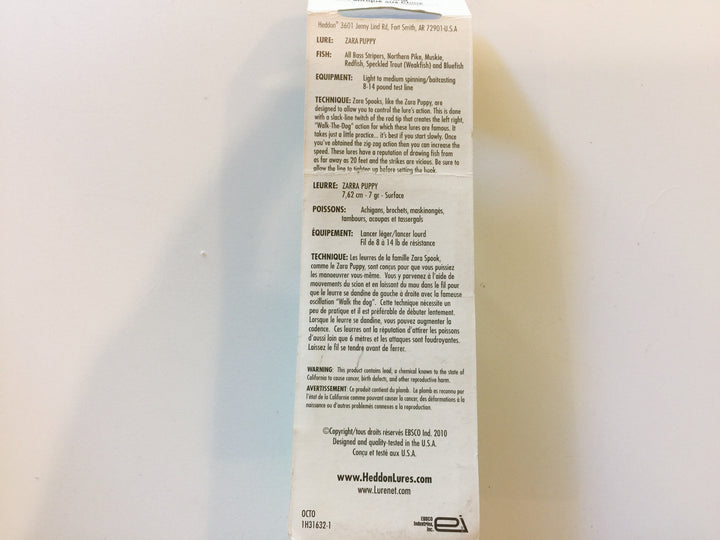 Heddon® 3601 Jenny Lind Rd, Fort Smith, AR 72901-U.S.A
LURE: ZARA PUPPY
FISH: All Bass Stripers, Northern Pike, Muskie,
Redfish, Speckled Trout (Weakfish) and Bluefish
EQUIPMENT: Light to medium spinning/baitcasting
8-14 pound test line
TECHNIQUE: Zara Spooks, like the Zara Puppy, are
designed to allow you to control the lure's action. This is done
with a slack-line twitch of the rod tip that creates the left right,
"Walk-The-Dog" action for which these lures are famous. It
takes just a little practice... it's best if you start slowly. Once
you've obtained the zig zag action then you can increase the
speed. These lures have a reputation of drawing fish from
as far away as 20 feet and the strikes are vicious. Be sure to
allow the line to tighten up before setting the hook.
LEURRE: ZARRA PUPPY
7,62 cm - 7 gr - Surface
POISSONS: Achigans, brochets, maskinongés,
tambours, acoupas et tassergals
ÉQUIPEMENT: Lancer léger/lancer lourd
Fil de 8 à 14 lb de résistance
TECHNIQUE: Les leurres de la famille Zara Spook,
comme le Zara Puppy, sont conçus pour que vous puissiez
les manoeuvrer vous-même. Vous y parvenez à l'aide de
mouvements du scion et en laissant du mou dans le fil pour
que le leurre se dandine de gauche à droite avec la fameuse
oscillation "Walk the dog". Cette technique nécessite un
peu de pratique et il est préférable de débuter lentement.
Lorsque le leurre se dandine, vous pouvez augmenter la
cadence. Ces leurres ont la réputation d'attirer les poissons
d'aussi loin que 6 mètres et les attaques sont foudroyantes.
Laissez le fil se tendre avant de ferrer.
WARNING: This product contains lead, a chemical known to the state of
California to cause cancer, birth defects, and other reproductive harm.
AVERTISSEMENT: Ce produit contient du plomb. Le plomb es reconnu par
l'état de la California comme pouvant causer la cancer, des déformations à la
naissance ou d'autres problèmes connexes a la reproduction.
©Copyright/tous droits réservés EBSCO Ind. 2010
Designed and quality-tested in the U.S.A.
Conçu et testé aux U.S.A.
www.HeddonLures.com
www.Lurenet.com
OCTO
1H31632-1
EBSCO
Industries,
Inc.
ei